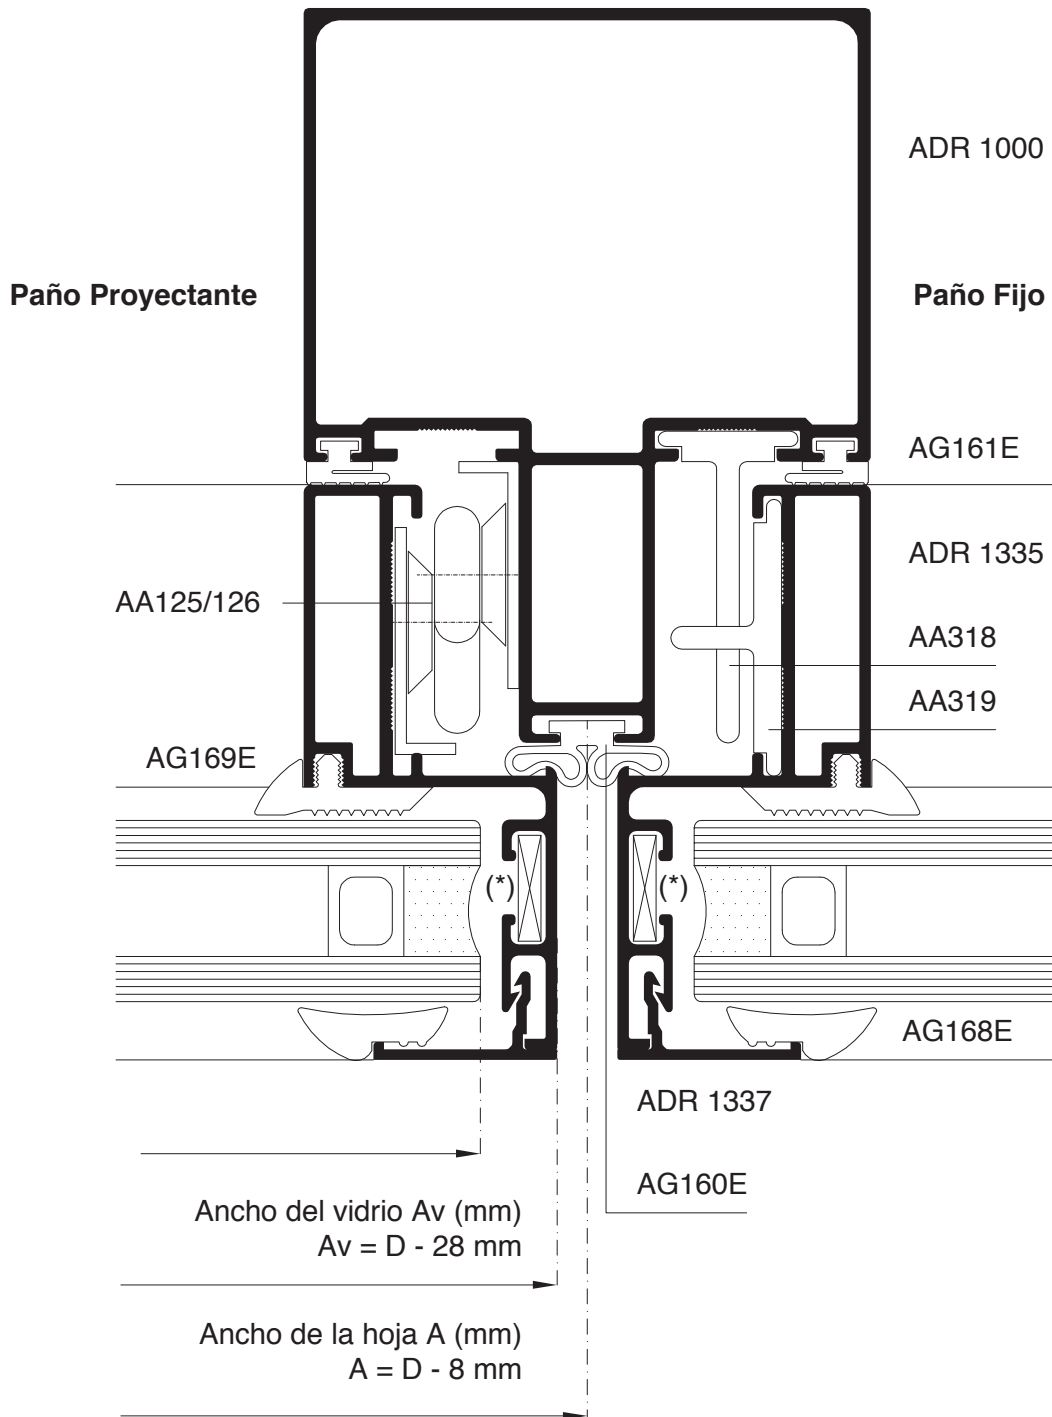 ADR 1000
Paño Proyectante
Paño Fijo
AG161E
ADR 1335
AA125/126
AA318
AA319
AG169E
(*)
(*)
AG168E
ADR 1337
AG160E
Ancho del vidrio Av (mm)
Av = D - 28 mm
Ancho de la hoja A (mm)
A = D - 8 mm